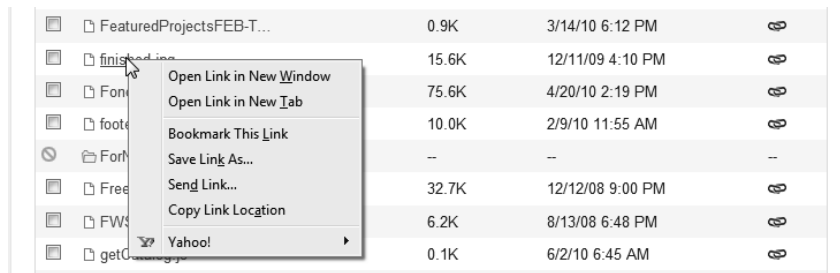 FeaturedProjectsFEB-T... 0.9K 3/14/10 6:12 PM
finished.jpg 15.6K 12/11/09 4:10 PM
Open Link in New Window
75.6K 4/20/10 2:19 PM
Open Link in New Tab
10.0K 2/9/10 11:55 AM
Bookmark This Link
-- -- --
Save Link As...
Send Link...
Free 32.7K 12/12/08 9:00 PM
Copy Link Location
FWS 6.2K 8/13/08 6:48 PM
Yahoo!
0.1K 6/2/10 6:45 AM